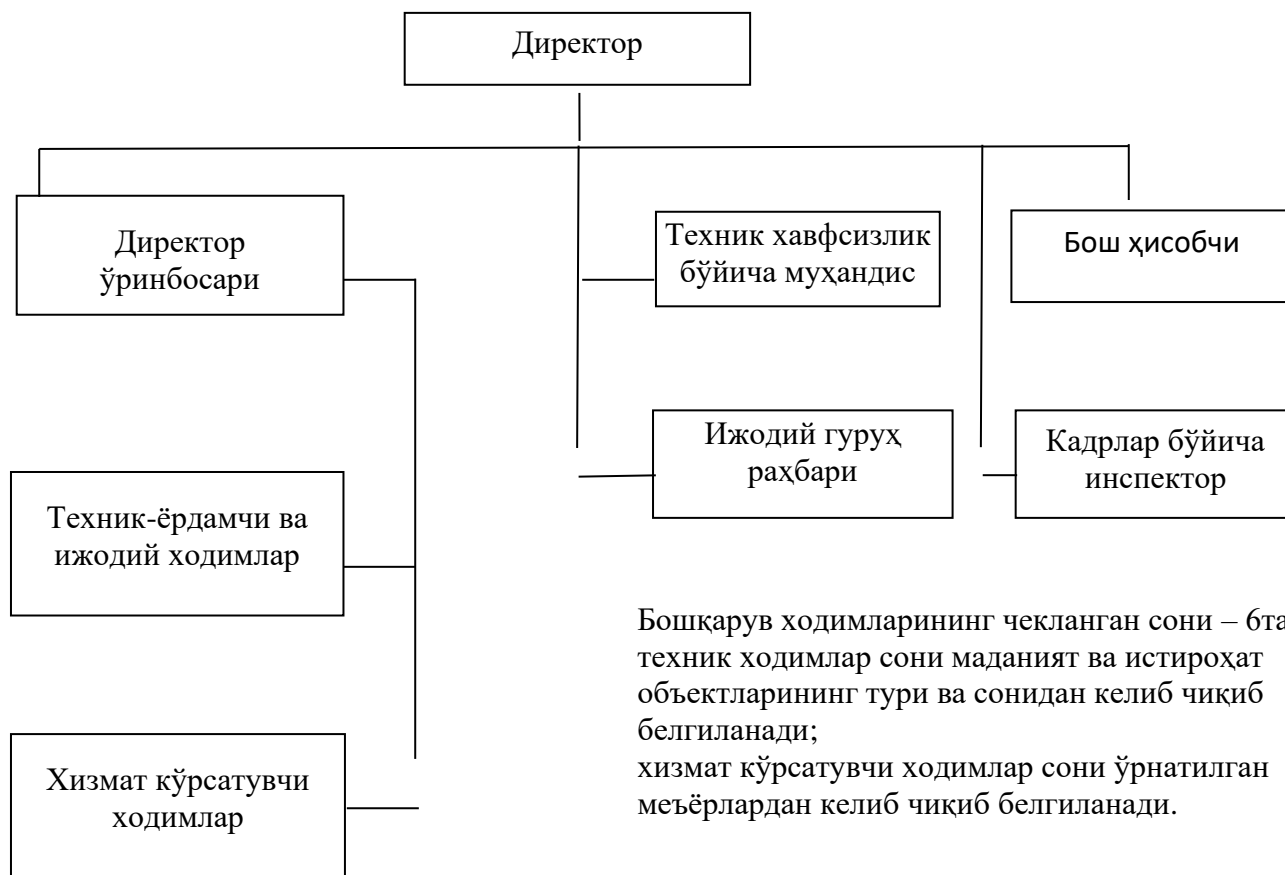 Директор
Директор
ўринбосари
Техник хавфсизлик
бўйича муҳандис
Бош ҳисобчи
Ижодий гуруҳ
раҳбари
Кадрлар бўйича
инспектор
Техник-ёрдамчи ва
ижодий ходимлар
Бошқарув ходимларининг чекланган сони – 6та
техник ходимлар сони маданият ва истироҳат
объектларининг тури ва сонидан келиб чиқиб
белгиланади;
хизмат кўрсатувчи ходимлар сони ўрнатилган
меъёрлардан келиб чиқиб белгиланади.
Хизмат кўрсатувчи
ходимлар